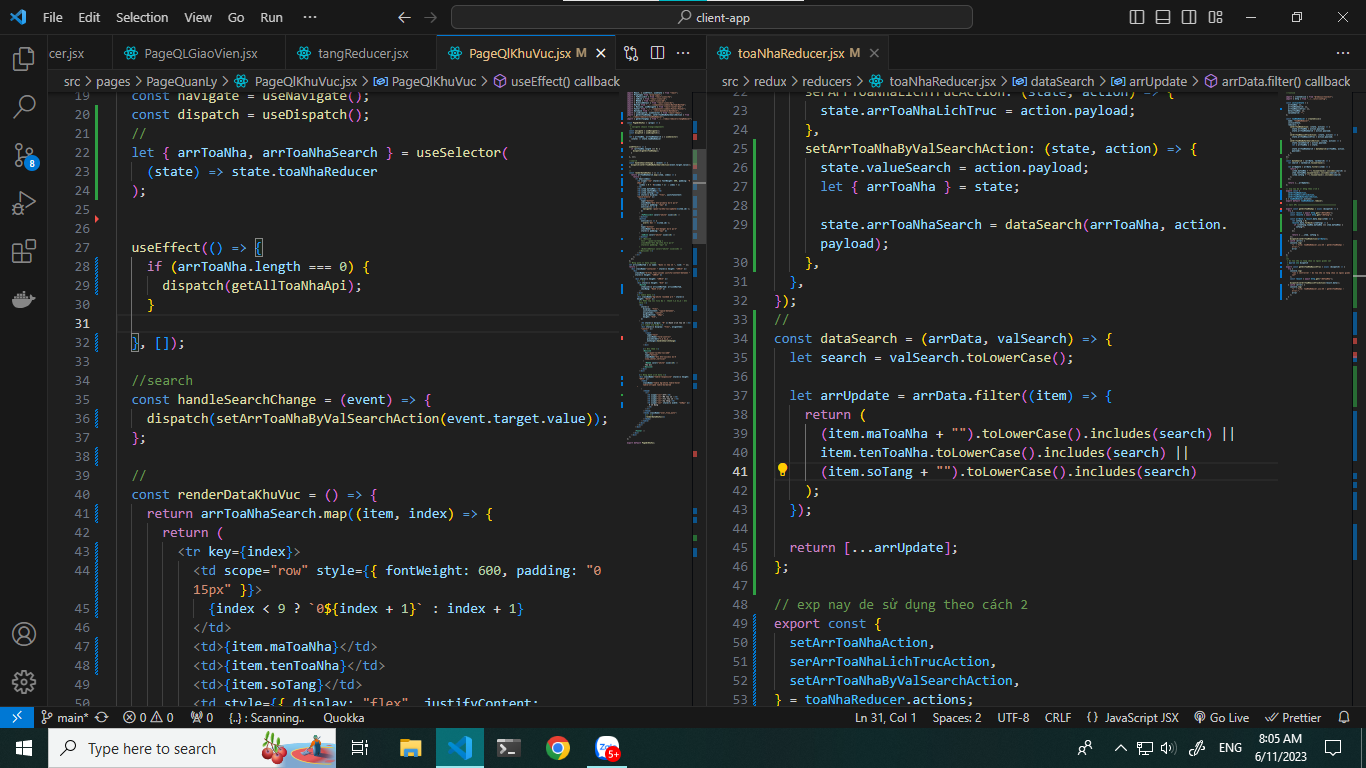 File Edit Selection View Go Run ··· client-app
cer.jsx PageQLGiaoVien.jsx tangReducer.jsx PageQlKhuVuc.jsx M
src > pages > PageQuanLy > PageQlKhuVuc.jsx > PageQlKhuVuc > useEffect() callback
19 const navigate = useNavigate();
20 const dispatch = useDispatch();
21 //
22 let { arrToaNha, arrToaNhaSearch } = useSelector(
23 (state) => state.toaNhaReducer
24 );
25
26
27 useEffect(() => {
28 if (arrToaNha.length === 0) {
29 dispatch(getAllToaNhaApi);
30 }
31
32 }, []);
33
34 //search
35 const handleSearchChange = (event) => {
36 dispatch(setArrToaNhaByValSearchAction(event.target.value));
37 };
38
39 //
40 const renderDataKhuVuc = () => {
41 return arrToaNhaSearch.map((item, index) => {
42 return (
43 <tr key={index}>
44 <td scope="row" style={{ fontWeight: 600, padding: "0
15px" }}>
45 {index < 9 ? `0${index + 1}` : index + 1}
46 </td>
47 <td>{item.maToaNha}</td>
48 <td>{item.tenToaNha}</td>
49 <td>{item.soTang}</td>
50 <td style={{ display: "flex", justifyContent:
toaNhaReducer.jsx M
src > redux > reducers > toaNhaReducer.jsx > dataSearch > arrUpdate > arrData.filter() callback
22 serArrToaNhaLichTrucAction: (state, action) => {
23 state.arrToaNhaLichTruc = action.payload;
24 },
25 setArrToaNhaByValSearchAction: (state, action) => {
26 state.valueSearch = action.payload;
27 let { arrToaNha } = state;
28
29 state.arrToaNhaSearch = dataSearch(arrToaNha, action.
payload);
30 },
31 },
32 });
33 //
34 const dataSearch = (arrData, valSearch) => {
35 let search = valSearch.toLowerCase();
36
37 let arrUpdate = arrData.filter((item) => {
38 return (
39 (item.maToaNha + "").toLowerCase().includes(search) ||
40 item.tenToaNha.toLowerCase().includes(search) ||
41 (item.soTang + "").toLowerCase().includes(search)
42 );
43 });
44
45 return [...arrUpdate];
46 };
47
48 // exp nay de sử dụng theo cách 2
49 export const {
50 setArrToaNhaAction,
51 serArrToaNhaLichTrucAction,
52 setArrToaNhaByValSearchAction,
53 } = toaNhaReducer.actions;
8
main* 0 0 0 {..} : Scanning.. Quokka Ln 31, Col 1 Spaces: 2 UTF-8 CRLF {} JavaScript JSX Go Live Prettier
Type here to search 5+ ENG 8:05 AM
6/11/2023